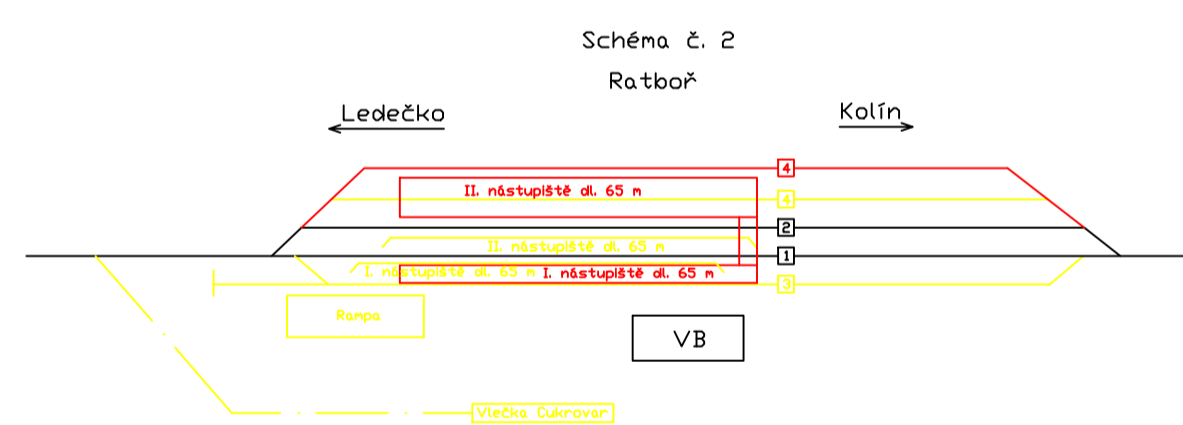 Schéma č. 2
Ratboř
Ledečko
Kolín
4
II. nástupiště dl. 65 m
4
2
II. nástupiště dl. 65 m
1
I. nástupiště dl. 65 m
I. nástupiště dl. 65 m
3
Rampa
VB
Vlečka Cukrovar